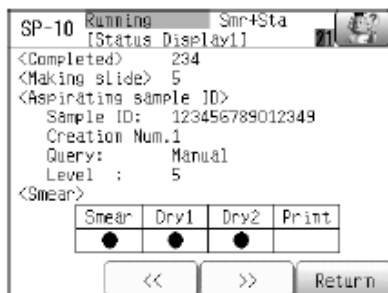 SP-10 Running Smr+Sta
[Status Display1] 21
<Completed> 234
<Making slide> 5
<Aspirating sample ID>
Sample ID: 123456789012349
Creation Num.1
Query: Manual
Level : 5
<Smear>
Smear Dry1 Dry2 Print
● ● ●
<< >> Return